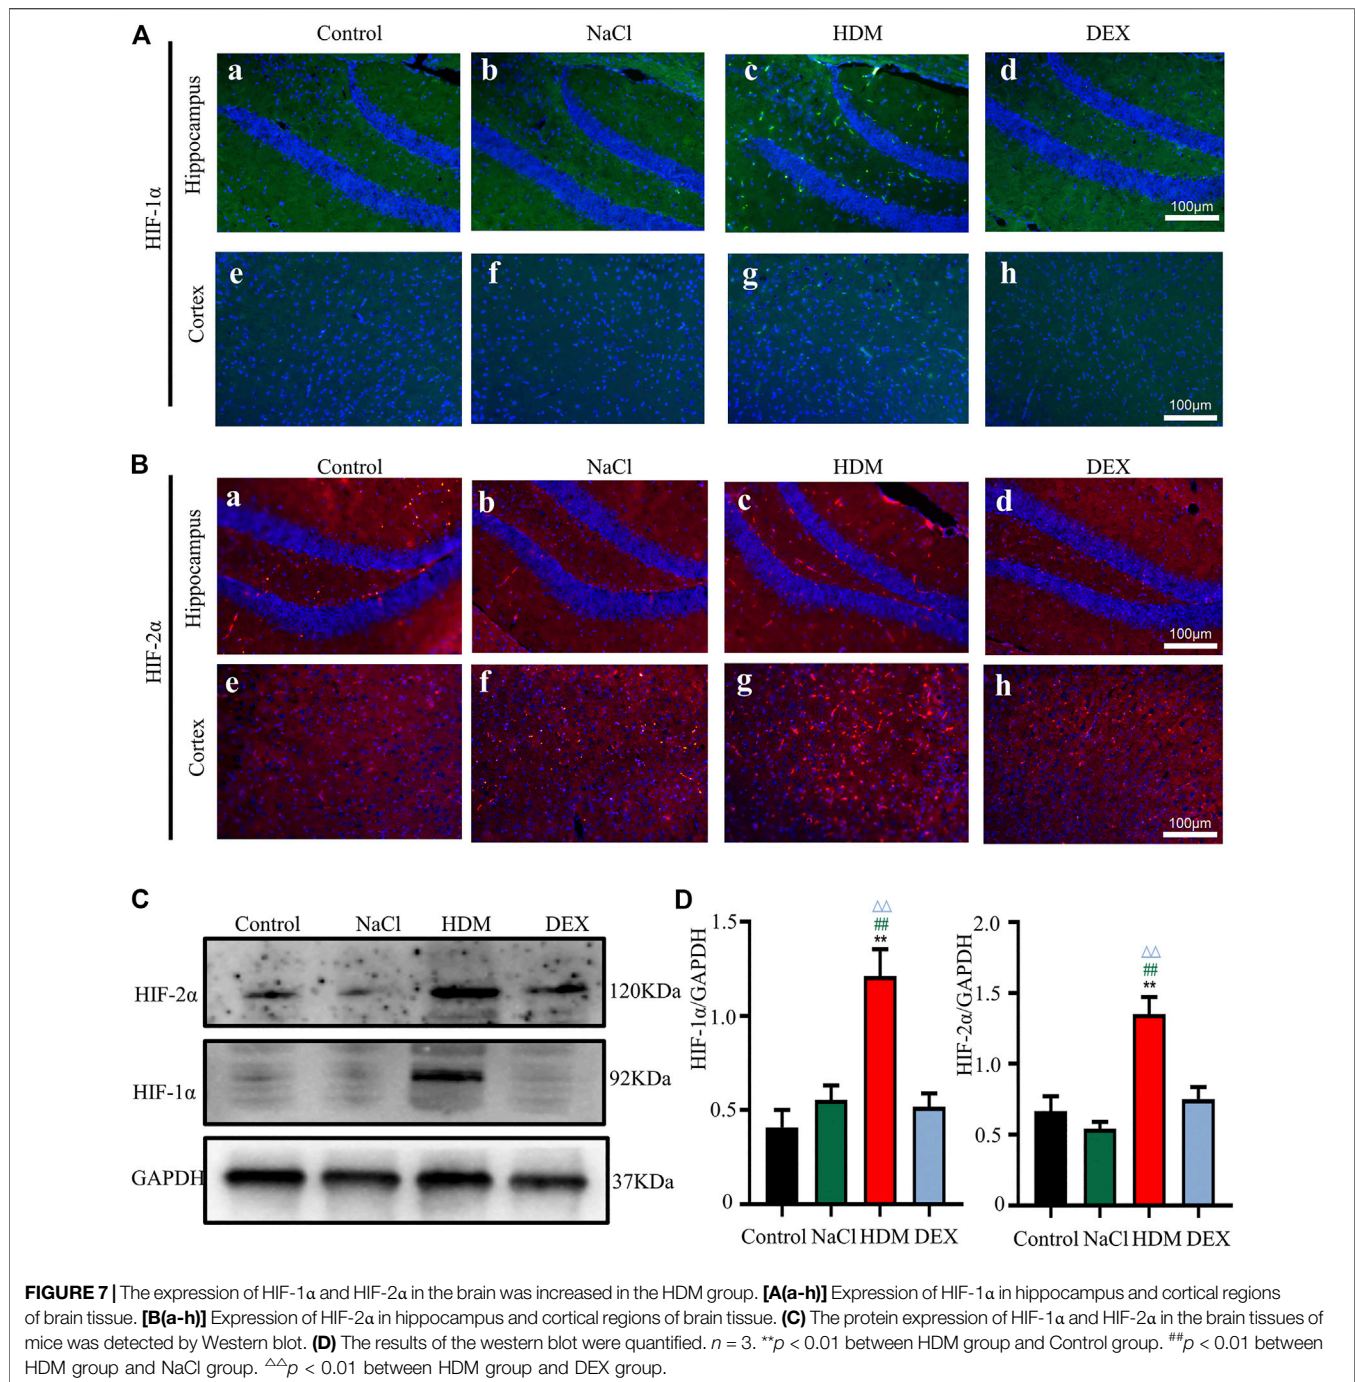 A
Control NaCl HDM DEX
HIF-1α
Hippocampus
a b c d
100μm
Cortex
e f g h
100μm
B
Control NaCl HDM DEX
HIF-2α
Hippocampus
a b c d
100μm
Cortex
e f g h
100μm
C
Control NaCl HDM DEX
HIF-2α 120KDa
HIF-1α 92KDa
GAPDH 37KDa
D
HIF-1α/GAPDH
1.5
1.0
0.5
0
△△
##
**
Control NaCl HDM DEX
HIF-2α/GAPDH
2.0
1.5
1.0
0.5
0
△△
##
**
Control NaCl HDM DEX
FIGURE 7 | The expression of HIF-1α and HIF-2α in the brain was increased in the HDM group. [A(a-h)] Expression of HIF-1α in hippocampus and cortical regions
of brain tissue. [B(a-h)] Expression of HIF-2α in hippocampus and cortical regions of brain tissue. (C) The protein expression of HIF-1α and HIF-2α in the brain tissues of
mice was detected by Western blot. (D) The results of the western blot were quantified. n = 3. **p < 0.01 between HDM group and Control group. ##p < 0.01 between
HDM group and NaCl group. △△p < 0.01 between HDM group and DEX group.